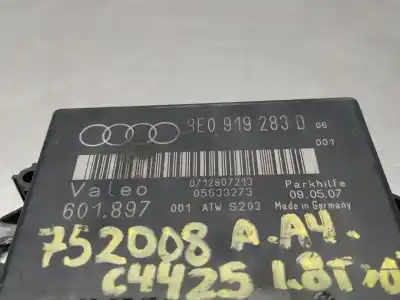 8E0 919 283 D 06
001
0712807213
Valeo 05533273 Parkhilfe
601.897 001 ATW S203 09.05.07
Made in Germany
752008 A.A4.
C4425 1.8T